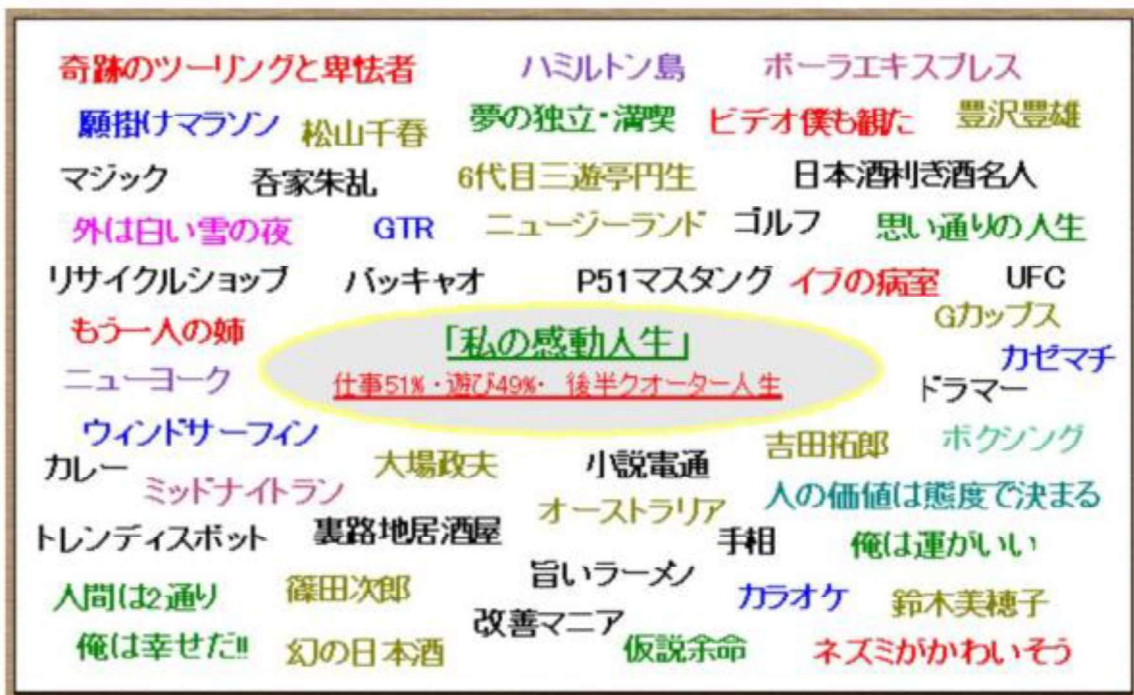 奇跡のツーリングと卑怯者 ハミルトン島 ポーラエキスプレス
願掛けマラソン 松山千春 夢の独立・満喫 ビデオ僕も観た 豊沢豊雄
マジック 呑家朱乱 6代目三遊亭円生 日本酒利き酒名人
外は白い雪の夜 GTR ニュージーランド ゴルフ 思い通りの人生
リサイクルショップ パッキャオ P51マスタング イブの病室 UFC
もう一人の姉 「私の感動人生」 Gカップス
ニューヨーク 仕事51%・遊び49%・ 後半クオーター人生 カゼマチ
ドラマー
ウィンドサーフィン 吉田拓郎 ボクシング
カレー 大場政夫 小説電通
ミッドナイトラン オーストラリア 人の価値は態度で決まる
トレンディスポット 裏路地居酒屋 手相 俺は運がいい
人間は2通り 篠田次郎 旨いラーメン カラオケ 鈴木美穂子
俺は幸せだ!! 幻の日本酒 改善マニア 仮説余命 ネズミがかわいそう